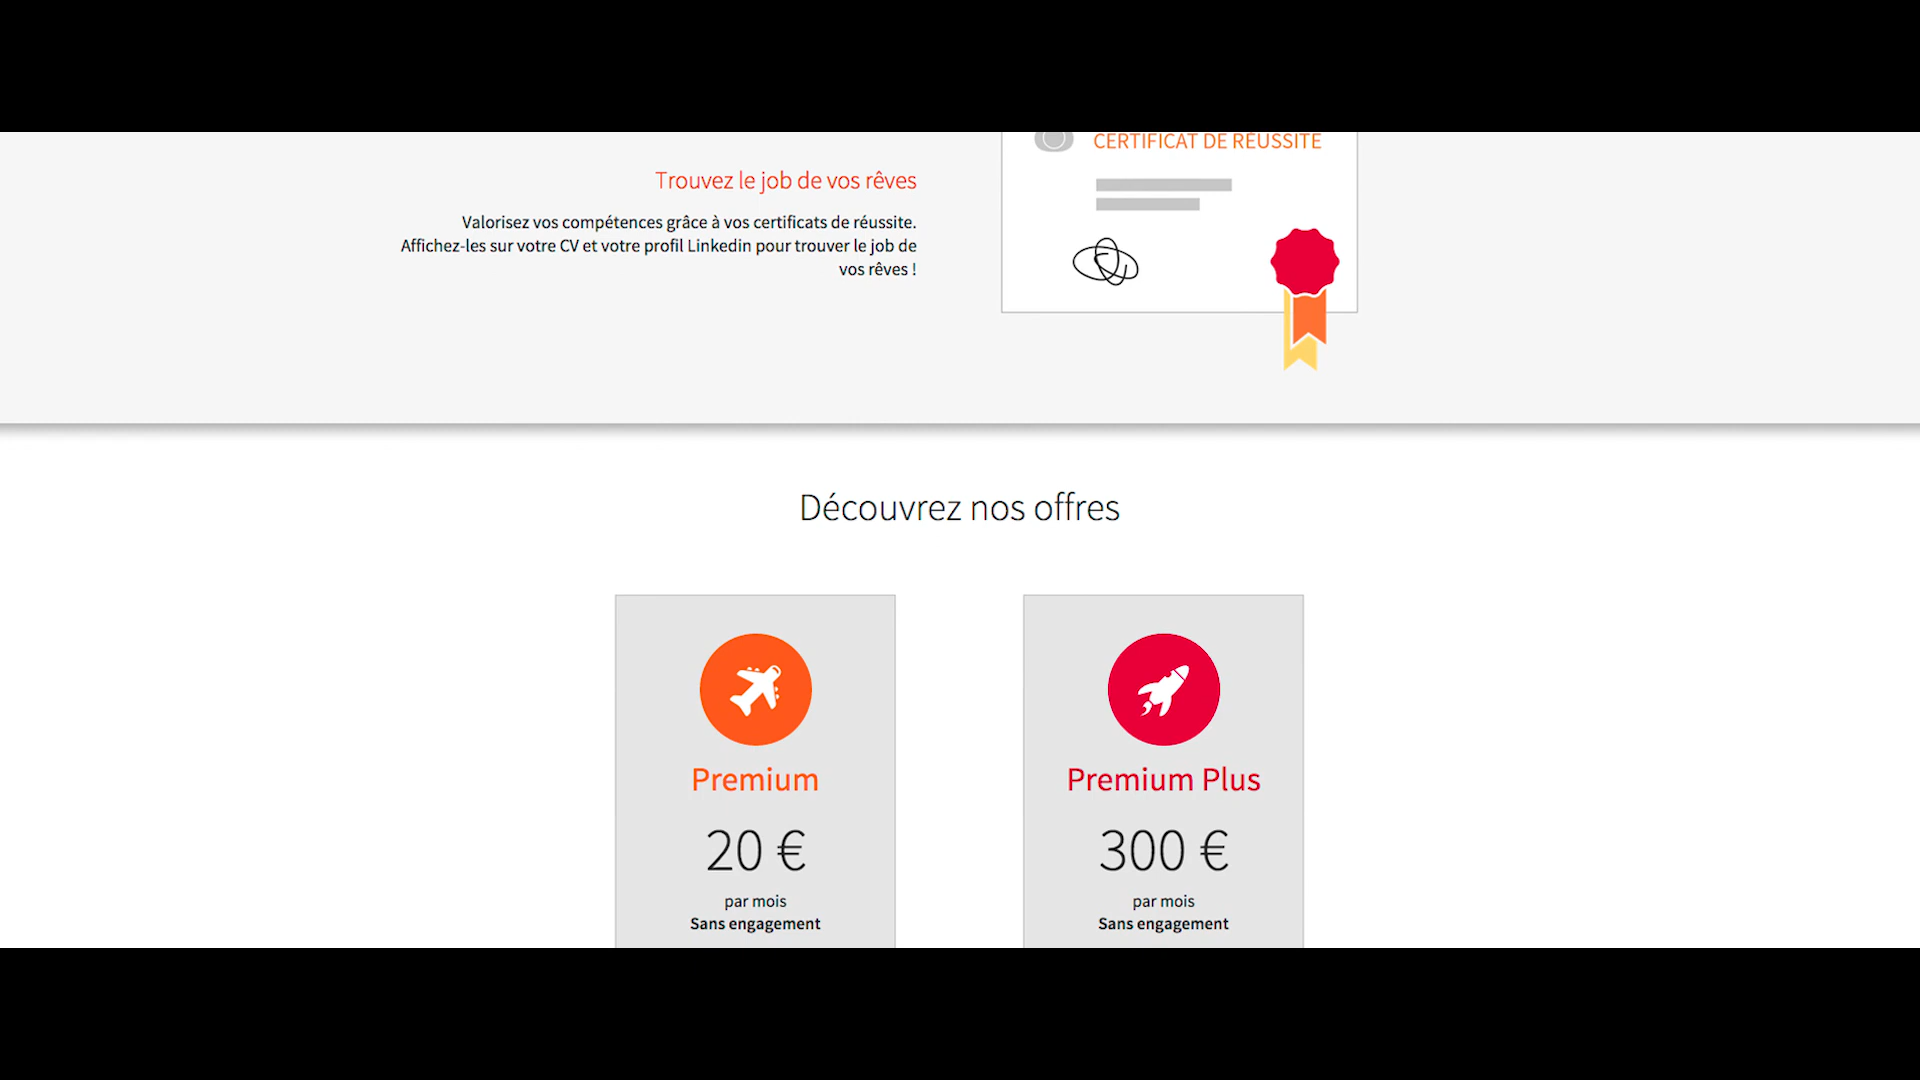 CERTIFICAT DE RÉUSSITE
Trouvez le job de vos rêves
Valorisez vos compétences grâce à vos certificats de réussite.
Affichez-les sur votre CV et votre profil Linkedin pour trouver le job de
vos rêves !
Découvrez nos offres
Premium
20 €
par mois
Sans engagement
Premium Plus
300 €
par mois
Sans engagement